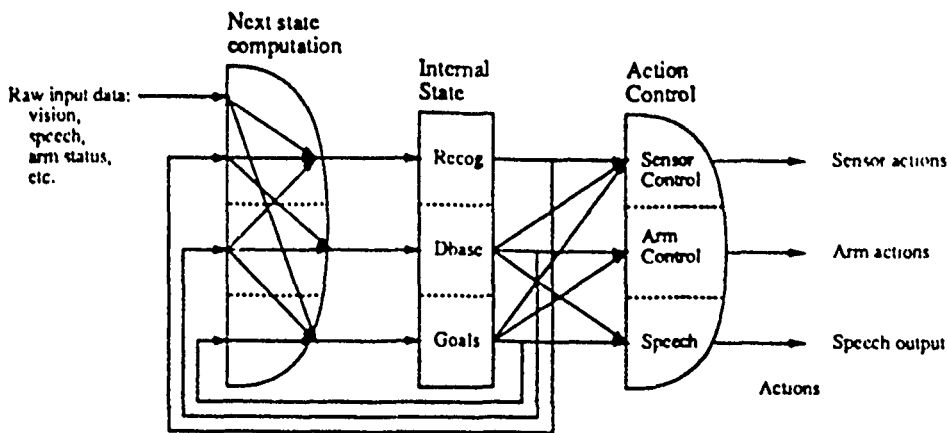 Next state
computation
Raw input data:
vision,
speech,
arm status,
etc.
Internal
State
Recog
Dbase
Goals
Action
Control
Sensor
Control
Arm
Control
Speech
Sensor actions
Arm actions
Speech output
Actions